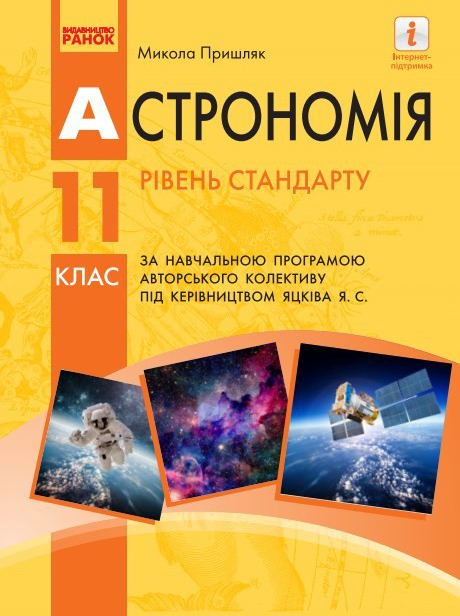 ВИДАВНИЦТВО
РАНОК
Микола Пришляк
і
Інтернет-
підтримка
АСТРОНОМІЯ
РІВЕНЬ СТАНДАРТУ
11
КЛАС
ЗА НАВЧАЛЬНОЮ ПРОГРАМОЮ
АВТОРСЬКОГО КОЛЕКТИВУ
ПІД КЕРІВНИЦТВОМ ЯЦКІВА Я. С.